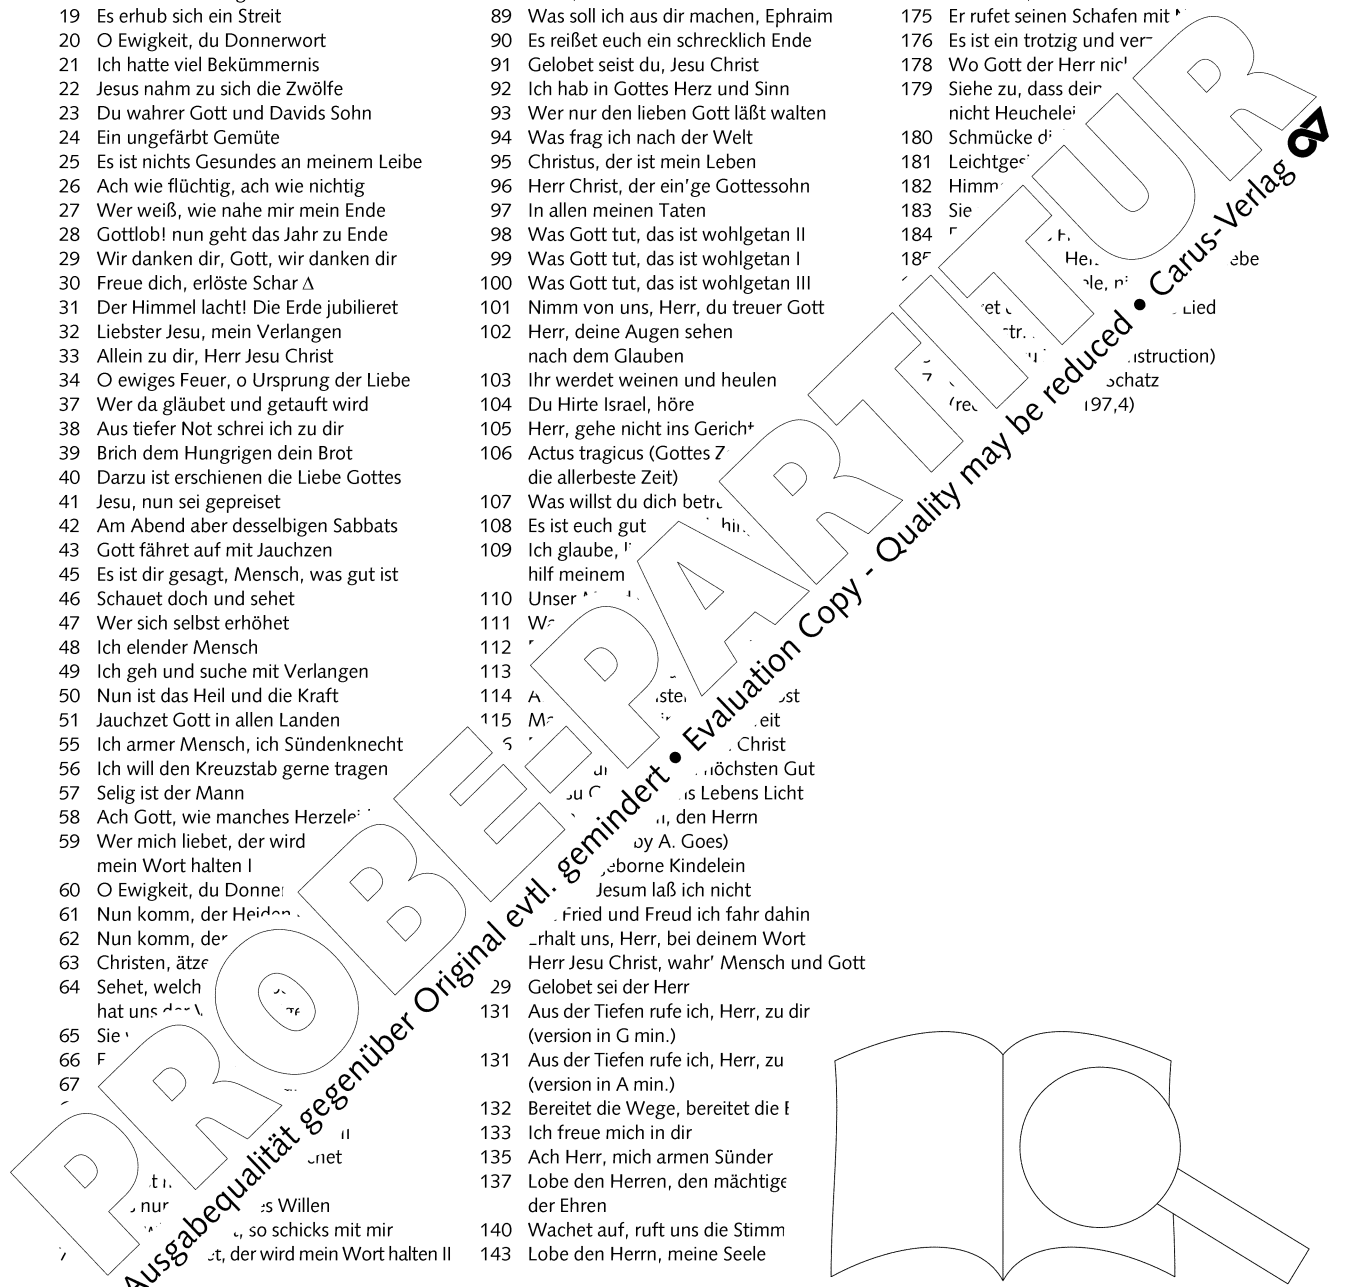 19 Es erhub sich ein Streit
20 O Ewigkeit, du Donnerwort
21 Ich hatte viel Bekümmernis
22 Jesus nahm zu sich die Zwölfe
23 Du wahrer Gott und Davids Sohn
24 Ein ungefärbt Gemüte
25 Es ist nichts Gesundes an meinem Leibe
26 Ach wie flüchtig, ach wie nichtig
27 Wer weiß, wie nahe mir mein Ende
28 Gottlob! nun geht das Jahr zu Ende
29 Wir danken dir, Gott, wir danken dir
30 Freue dich, erlöste Schar Δ
31 Der Himmel lacht! Die Erde jubilieret
32 Liebster Jesu, mein Verlangen
33 Allein zu dir, Herr Jesu Christ
34 O ewiges Feuer, o Ursprung der Liebe
37 Wer da gläubet und getauft wird
38 Aus tiefer Not schrei ich zu dir
39 Brich dem Hungrigen dein Brot
40 Darzu ist erschienen die Liebe Gottes
41 Jesu, nun sei gepreiset
42 Am Abend aber desselbigen Sabbats
43 Gott fähret auf mit Jauchzen
45 Es ist dir gesagt, Mensch, was gut ist
46 Schauet doch und sehet
47 Wer sich selbst erhöhet
48 Ich elender Mensch
49 Ich geh und suche mit Verlangen
50 Nun ist das Heil und die Kraft
51 Jauchzet Gott in allen Landen
55 Ich armer Mensch, ich Sündenknecht
56 Ich will den Kreuzstab gerne tragen
57 Selig ist der Mann
58 Ach Gott, wie manches
59 Wer mich liebet, der wird
mein Wort halten I
60 O Ewigkeit, du
61 Nun komm, der Heiden
62 Nun komm, der
63 Christen,
64 Sehet, welch
hat uns der
65 Sie
66
67
nur es Willen
so schicks mit mir
der wird mein Wort halten II
89 Was soll ich aus dir machen, Ephraim
90 Es reißet euch ein schrecklich Ende
91 Gelobet seist du, Jesu Christ
92 Ich hab in Gottes Herz und Sinn
93 Wer nur den lieben Gott läßt walten
94 Was frag ich nach der Welt
95 Christus, der ist mein Leben
96 Herr Christ, der ein'ge Gottessohn
97 In allen meinen Taten
98 Was Gott tut, das ist wohlgetan II
99 Was Gott tut, das ist wohlgetan I
100 Was Gott tut, das ist wohlgetan III
101 Nimm von uns, Herr, du treuer Gott
102 Herr, deine Augen sehen
nach dem Glauben
103 Ihr werdet weinen und heulen
104 Du Hirte Israel, höre
105 Herr, gehe nicht ins Gericht
106 Actus tragicus (Gottes
die allerbeste Zeit)
107 Was willst du dich
108 Es ist euch gut
109 Ich glaube,
hilf meinem
110 Unser
111
112
113
114
115
Christ
höchsten Gut
Lebens Licht
den Herrn
by A. Goes)
Kindelein
Jesum laß ich nicht
Fried und Freud ich fahr dahin
Erhalt uns, Herr, bei deinem Wort
Herr Jesu Christ, wahr' Mensch und Gott
29 Gelobet sei der Herr
131 Aus der Tiefen rufe ich, Herr, zu dir
(version in G min.)
131 Aus der Tiefen rufe ich, Herr, zu
(version in A min.)
132 Bereitet die Wege, bereitet die
133 Ich freue mich in dir
135 Ach Herr, mich armen Sünder
137 Lobe den Herren, den
der Ehren
140 Wachet auf, ruft uns die
143 Lobe den Herrn, meine Seele
175 Er rufet seinen Schafen mit
176 Es ist ein trotzig und
178 Wo Gott der Herr
179 Siehe zu, dass
nicht Heuchelei
180 Schmücke
181
182
183 Sie
184
Lied
Schatz
197,4)
PROBE-PARTITUR
Ausgabequalität gegenüber Original evtl. gemindert • Evaluation Copy - Quality may be reduced • Carus-Verlag